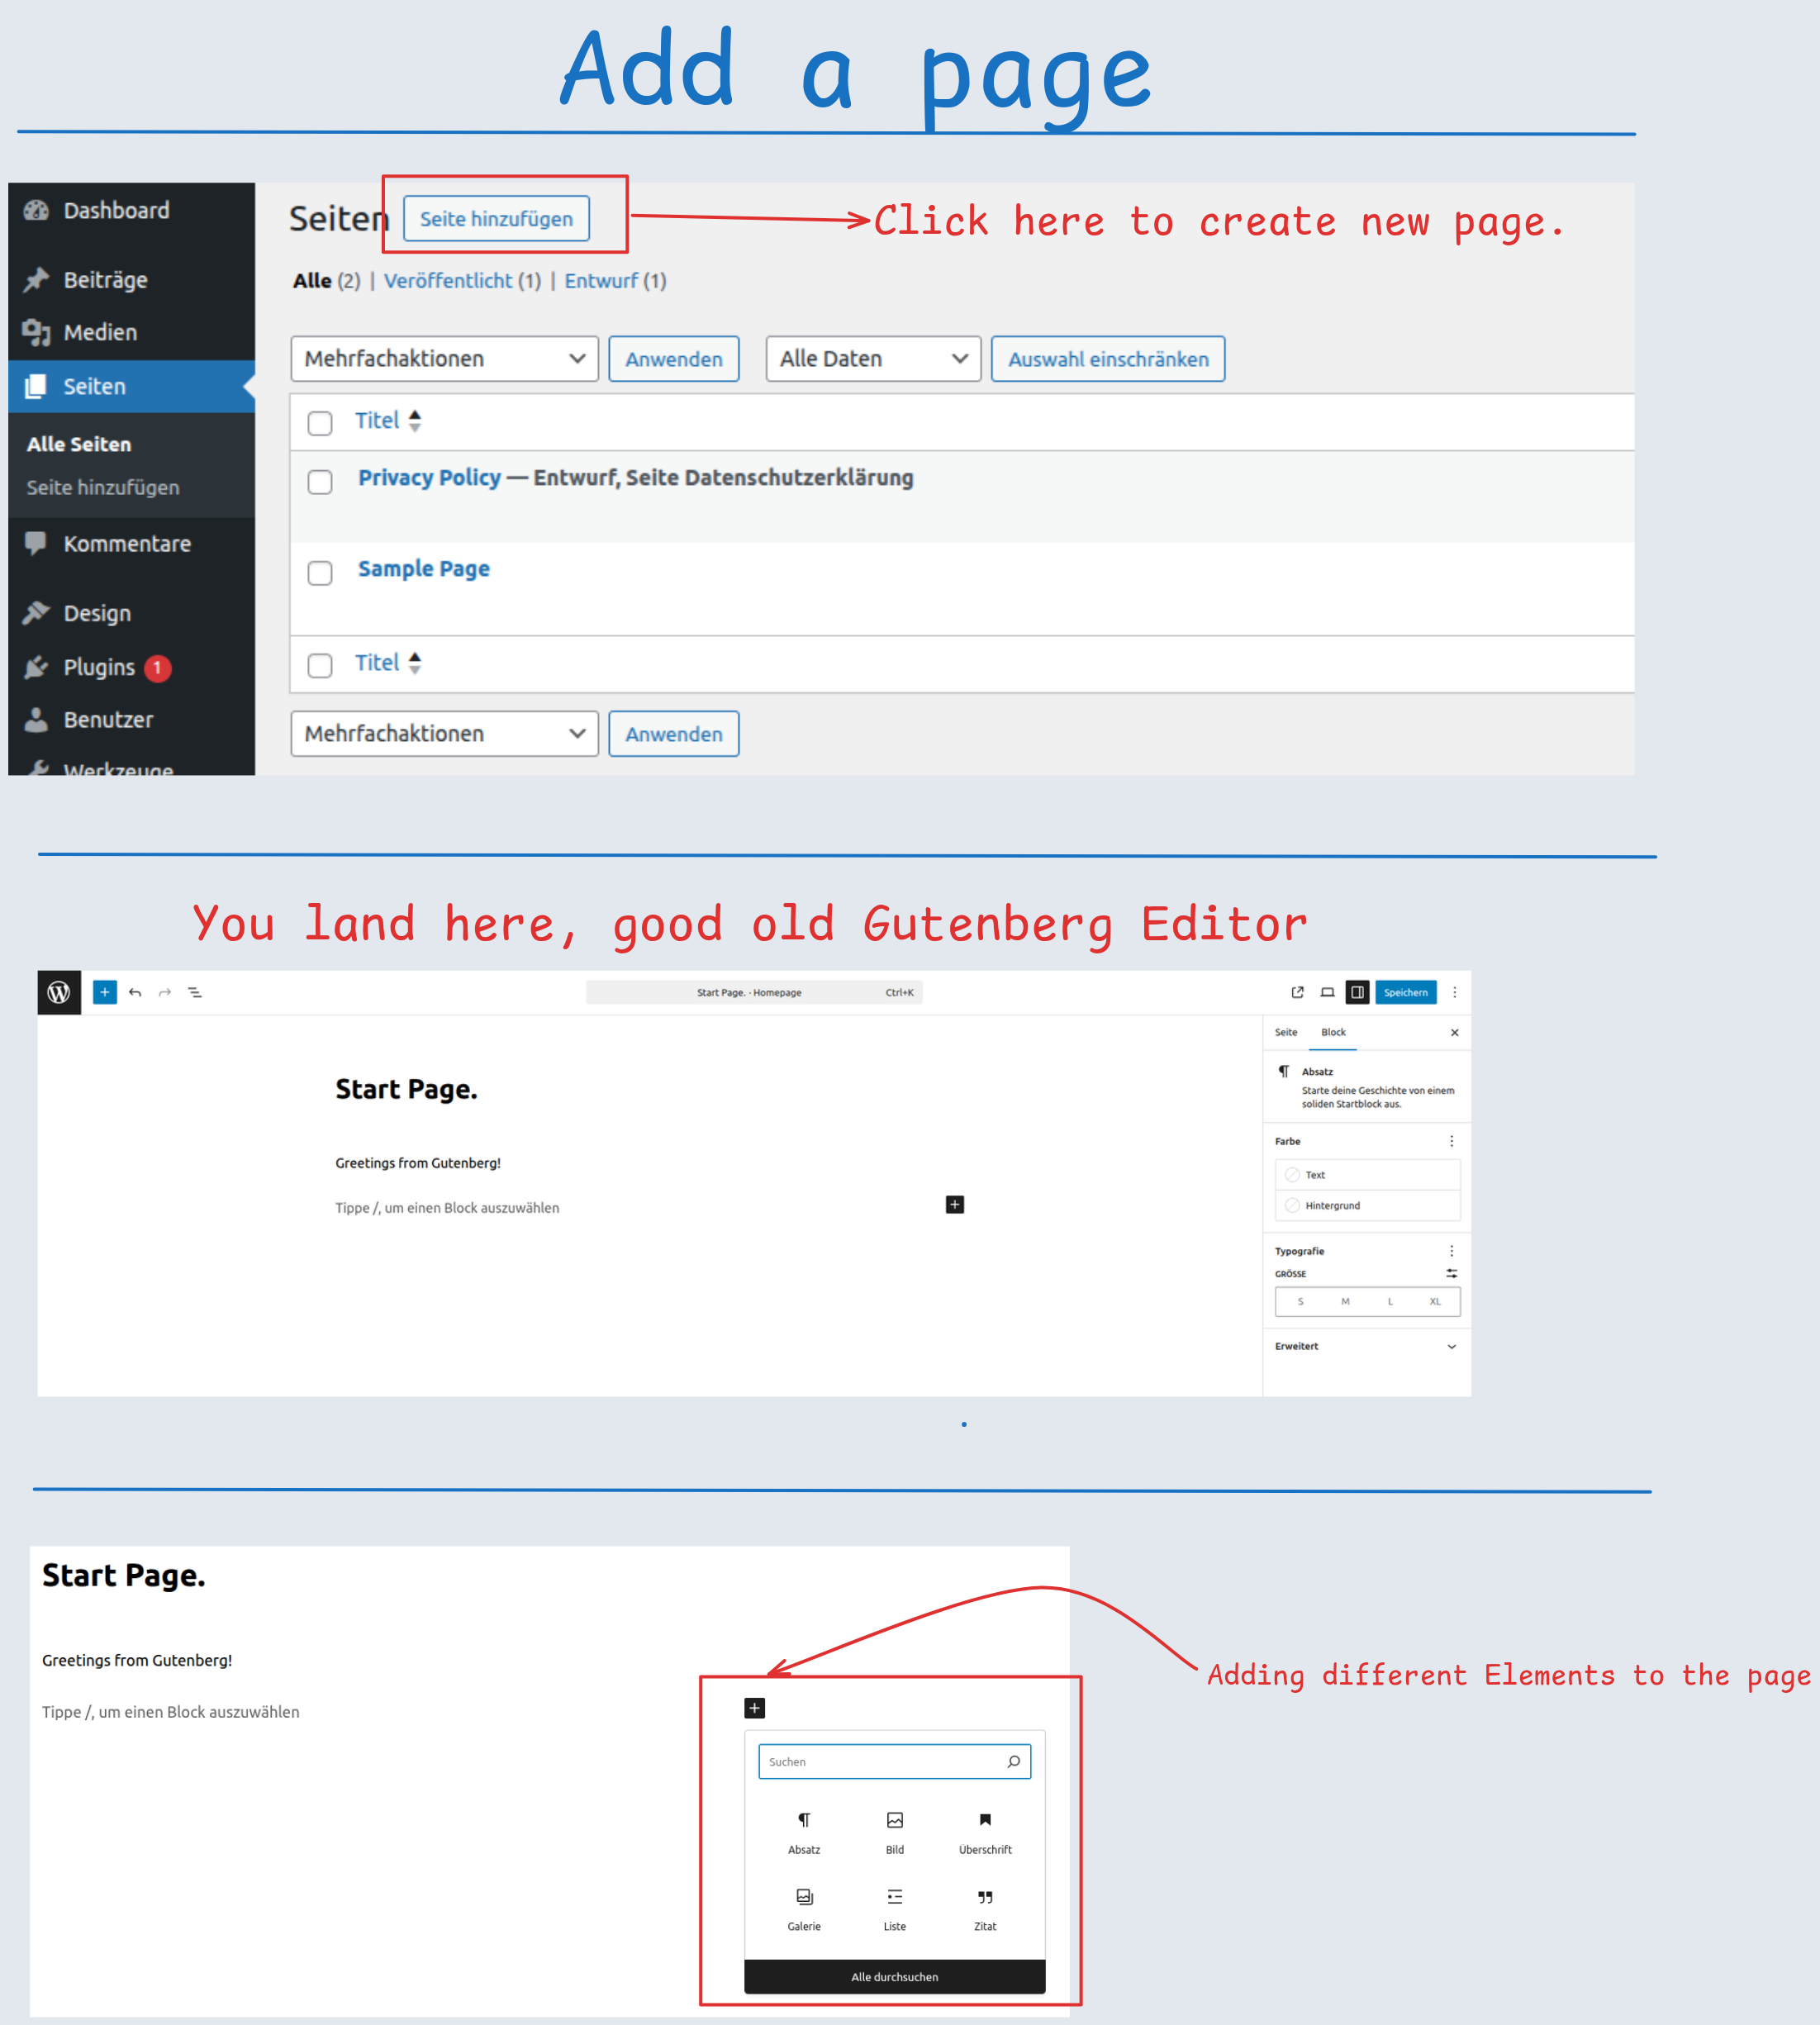 Add a page
Dashboard
Beiträge
Medien
Seiten
Alle Seiten
Seite hinzufügen
Kommentare
Design
Plugins 1
Benutzer
Werkzeuge
Seiten Seite hinzufügen
Click here to create new page.
Alle (2) | Veröffentlicht (1) | Entwurf (1)
Mehrfachaktionen Anwenden Alle Daten Auswahl einschränken
Titel
Privacy Policy — Entwurf, Seite Datenschutzerklärung
Sample Page
Titel
Mehrfachaktionen Anwenden
You land here, good old Gutenberg Editor
Start Page. · Homepage Ctrl+K
Speichern
Start Page.
Greetings from Gutenberg!
Tippe /, um einen Block auszuwählen
Seite Block
Absatz
Starte deine Geschichte von einem
soliden Startblock aus.
Farbe
Text
Hintergrund
Typografie
GRÖSSE
S M L XL
Erweitert
Start Page.
Greetings from Gutenberg!
Tippe /, um einen Block auszuwählen
Adding different Elements to the page
Suchen
Absatz Bild Überschrift
Galerie Liste Zitat
Alle durchsuchen